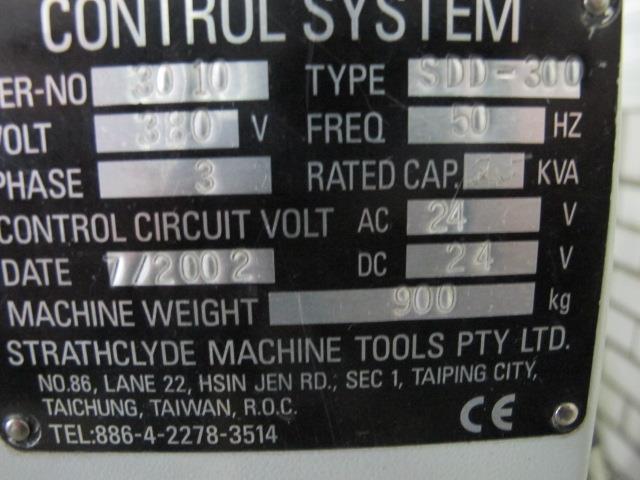 CONTROL SYSTEM
ER-NO 3010 TYPE SDD-300
VOLT 380 V FREQ 50 HZ
PHASE 3 RATED CAP. KVA
CONTROL CIRCUIT VOLT AC 24 V
DATE 7/2002 DC 24 V
MACHINE WEIGHT 900 kg
STRATHCLYDE MACHINE TOOLS PTY LTD.
NO.86, LANE 22, HSIN JEN RD., SEC 1, TAIPING CITY,
TAICHUNG, TAIWAN, R.O.C.
TEL:886-4-2278-3514 CE